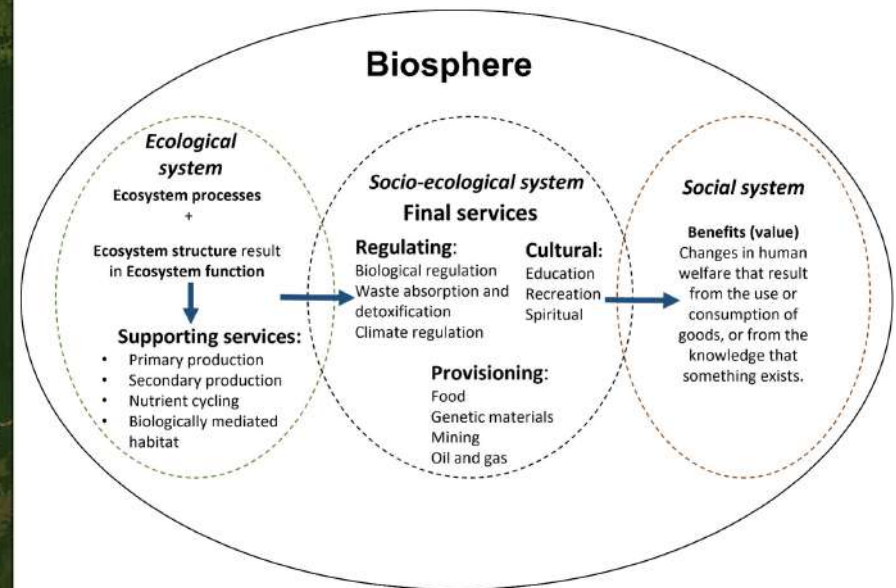 Biosphere
Ecological
system
Ecosystem processes
+
Ecosystem structure result
in Ecosystem function
Supporting services:
• Primary production
• Secondary production
• Nutrient cycling
• Biologically mediated
habitat
Socio-ecological system
Final services
Regulating:
Biological regulation
Waste absorption and
detoxification
Climate regulation
Cultural:
Education
Recreation
Spiritual
Provisioning:
Food
Genetic materials
Mining
Oil and gas
Social system
Benefits (value)
Changes in human
welfare that result
from the use or
consumption of
goods, or from the
knowledge that
something exists.